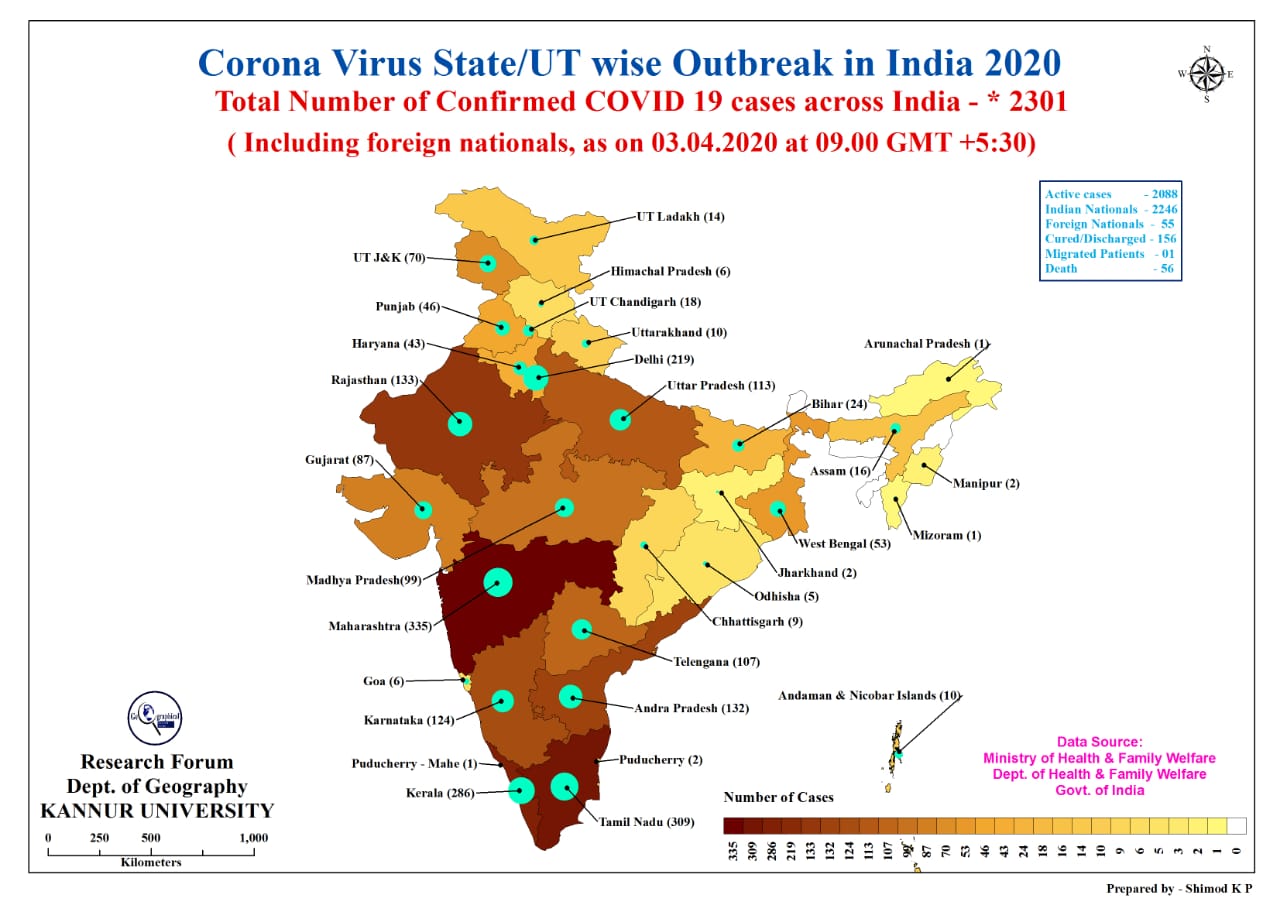 Corona Virus State/UT wise Outbreak in India 2020
Total Number of Confirmed COVID 19 cases across India - * 2301
( Including foreign nationals, as on 03.04.2020 at 09.00 GMT +5:30)
N
W E
S
Active cases - 2088
Indian Nationals - 2246
Foreign Nationals - 55
Cured/Discharged - 156
Migrated Patients - 01
Death - 56
UT Ladakh (14)
UT J&K (70)
Himachal Pradesh (6)
UT Chandigarh (18)
Punjab (46)
Uttarakhand (10)
Haryana (43)
Arunachal Pradesh (1)
Delhi (219)
Rajasthan (133)
Uttar Pradesh (113)
Bihar (24)
Gujarat (87)
Assam (16)
Manipur (2)
Mizoram (1)
West Bengal (53)
Jharkhand (2)
Madhya Pradesh(99)
Odhisha (5)
Chhattisgarh (9)
Maharashtra (335)
Telengana (107)
Goa (6)
Andaman & Nicobar Islands (10)
Andra Pradesh (132)
Karnataka (124)
Puducherry - Mahe (1)
Puducherry (2)
Kerala (286)
Tamil Nadu (309)
Research Forum
Dept. of Geography
KANNUR UNIVERSITY
0 250 500 1,000
Kilometers
Data Source:
Ministry of Health & Family Welfare
Dept. of Health & Family Welfare
Govt. of India
Number of Cases
335 309 286 219 133 132 124 113 107 99 87 70 53 46 43 24 18 16 14 10 9 6 5 3 2 1 0
Prepared by - Shimod K P